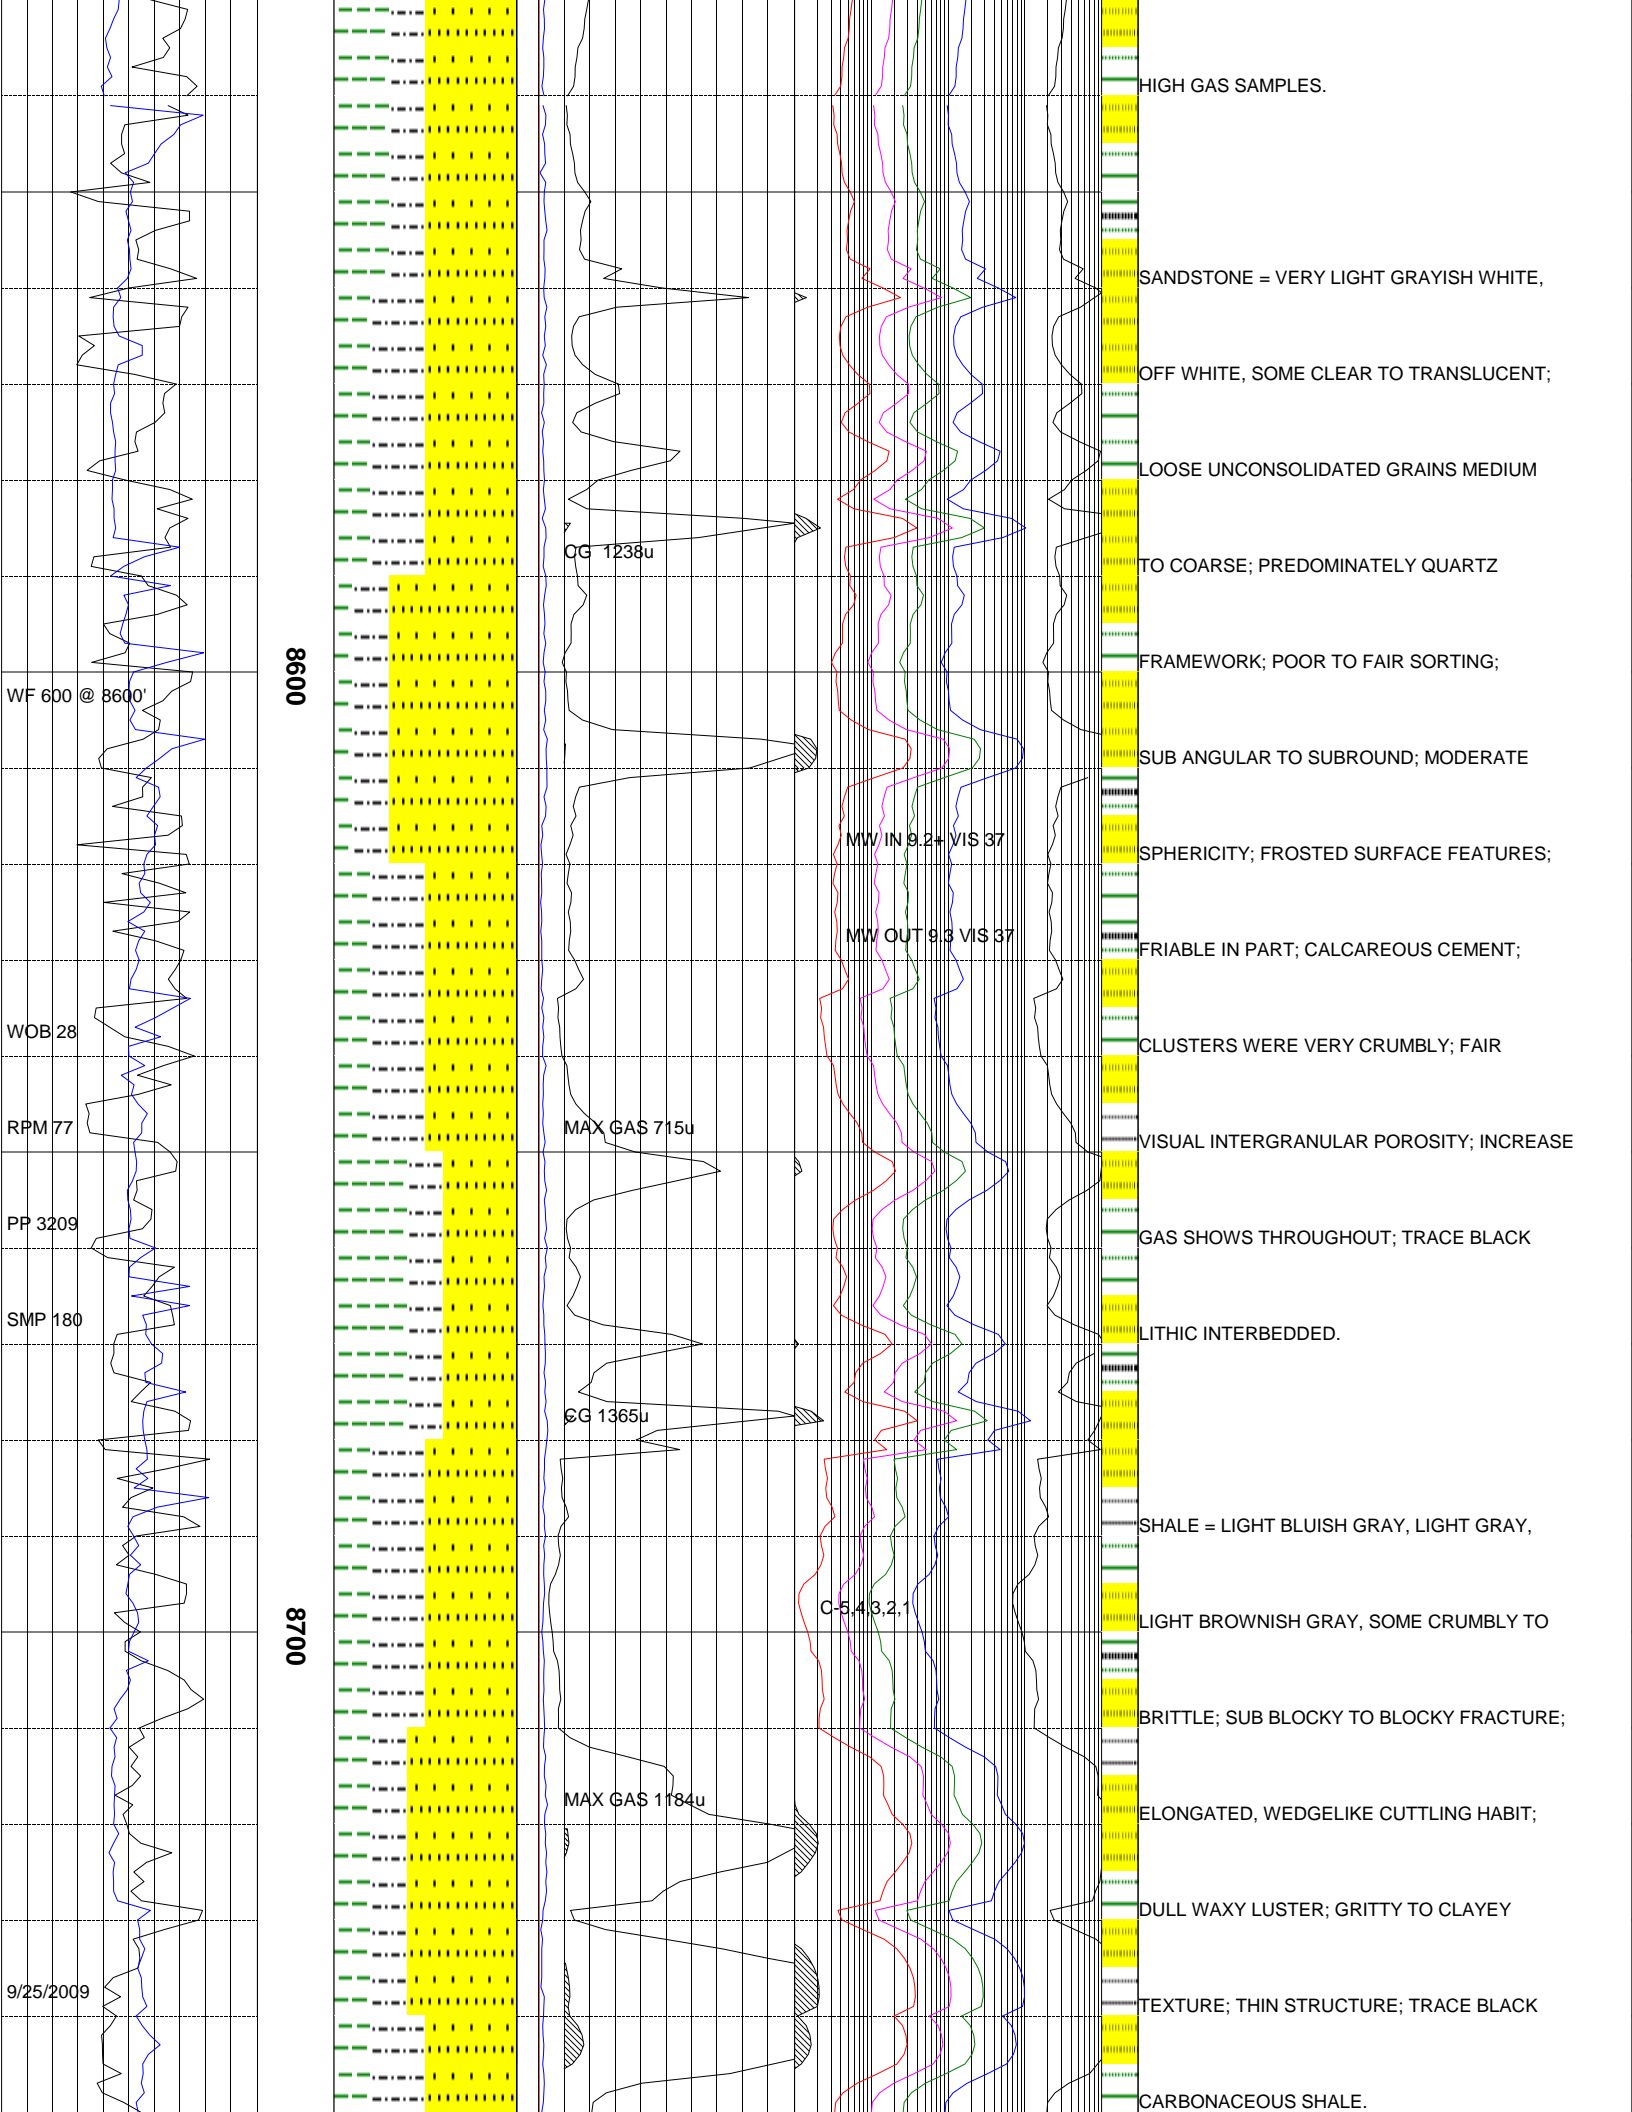 HIGH GAS SAMPLES.
SANDSTONE = VERY LIGHT GRAYISH WHITE,
OFF WHITE, SOME CLEAR TO TRANSLUCENT;
LOOSE UNCONSOLIDATED GRAINS MEDIUM
CG 1238u
TO COARSE; PREDOMINATELY QUARTZ
8600
FRAMEWORK; POOR TO FAIR SORTING;
WF 600 @ 8600'
SUB ANGULAR TO SUBROUND; MODERATE
MW IN 9.2+ VIS 37
SPHERICITY; FROSTED SURFACE FEATURES;
MW OUT 9.3 VIS 37
FRIABLE IN PART; CALCAREOUS CEMENT;
WOB 28
CLUSTERS WERE VERY CRUMBLY; FAIR
RPM 77
MAX GAS 715u
VISUAL INTERGRANULAR POROSITY; INCREASE
PP 3209
GAS SHOWS THROUGHOUT; TRACE BLACK
SMP 180
LITHIC INTERBEDDED.
CG 1365u
SHALE = LIGHT BLUISH GRAY, LIGHT GRAY,
C-5,4,3,2,1
8700
LIGHT BROWNISH GRAY, SOME CRUMBLY TO
BRITTLE; SUB BLOCKY TO BLOCKY FRACTURE;
MAX GAS 1184u
ELONGATED, WEDGELIKE CUTTLING HABIT;
DULL WAXY LUSTER; GRITTY TO CLAYEY
9/25/2009
TEXTURE; THIN STRUCTURE; TRACE BLACK
CARBONACEOUS SHALE.